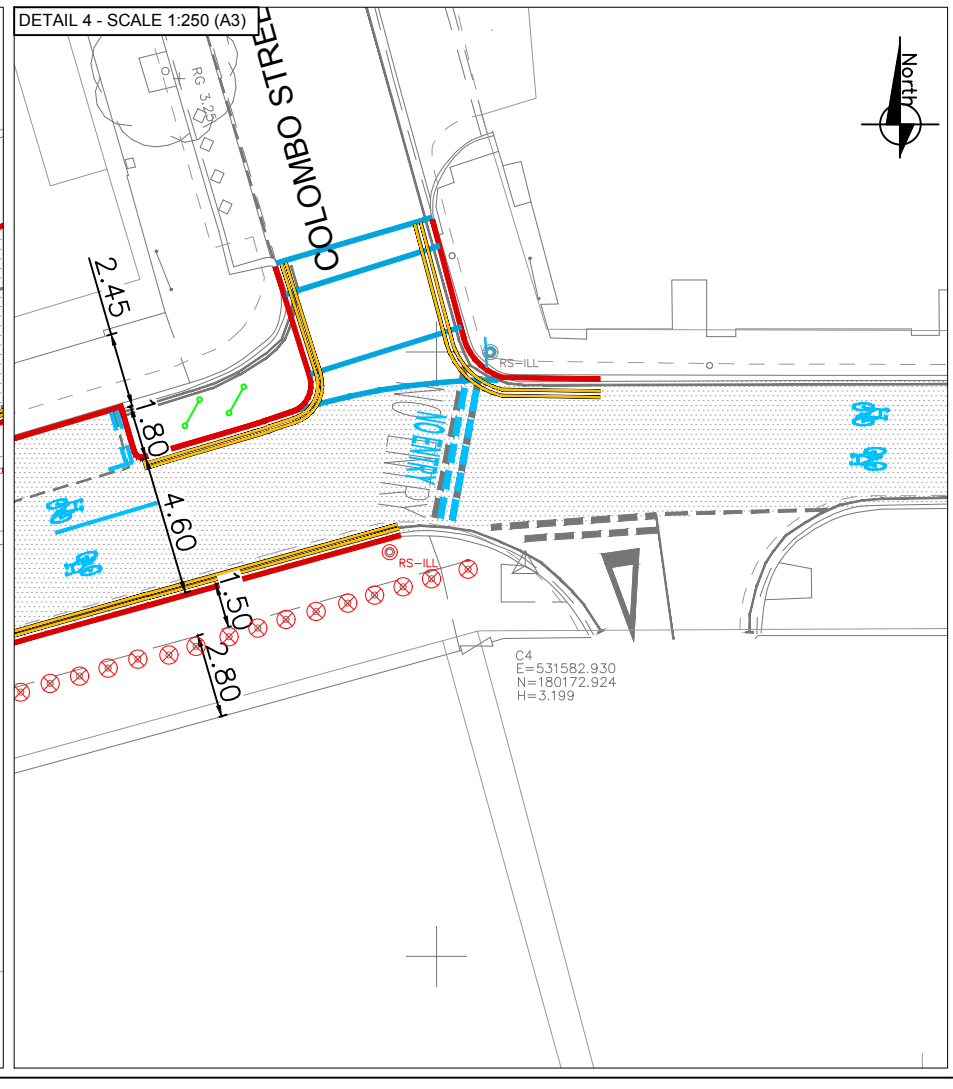 DETAIL 4 - SCALE 1:250 (A3)
North
RG 3.25
COLOMBO STREE
2.45
1.80
4.60
1.50
2.80
NO ENTRY
RS-ILL
RS-ILL
C4
E=531582.930
N=180172.924
H=3.199